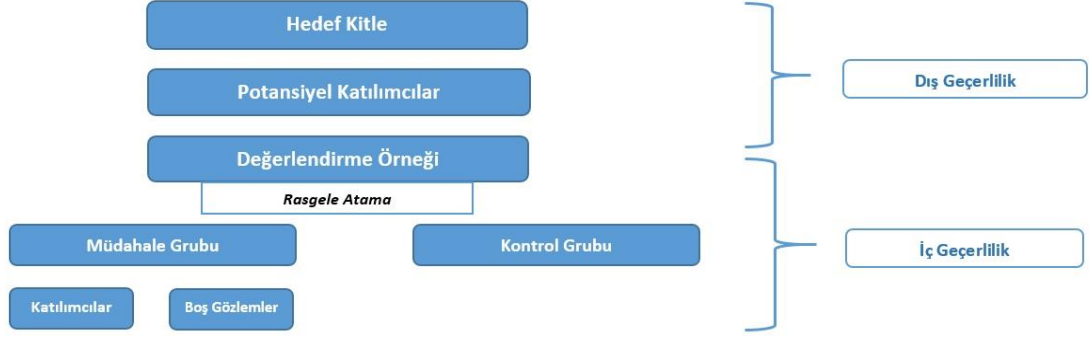 Hedef Kitle
Potansiyel Katılımcılar
Dış Geçerlilik
Değerlendirme Örneği
Rasgele Atama
Müdahale Grubu
Kontrol Grubu
İç Geçerlilik
Katılımcılar
Boş Gözlemler